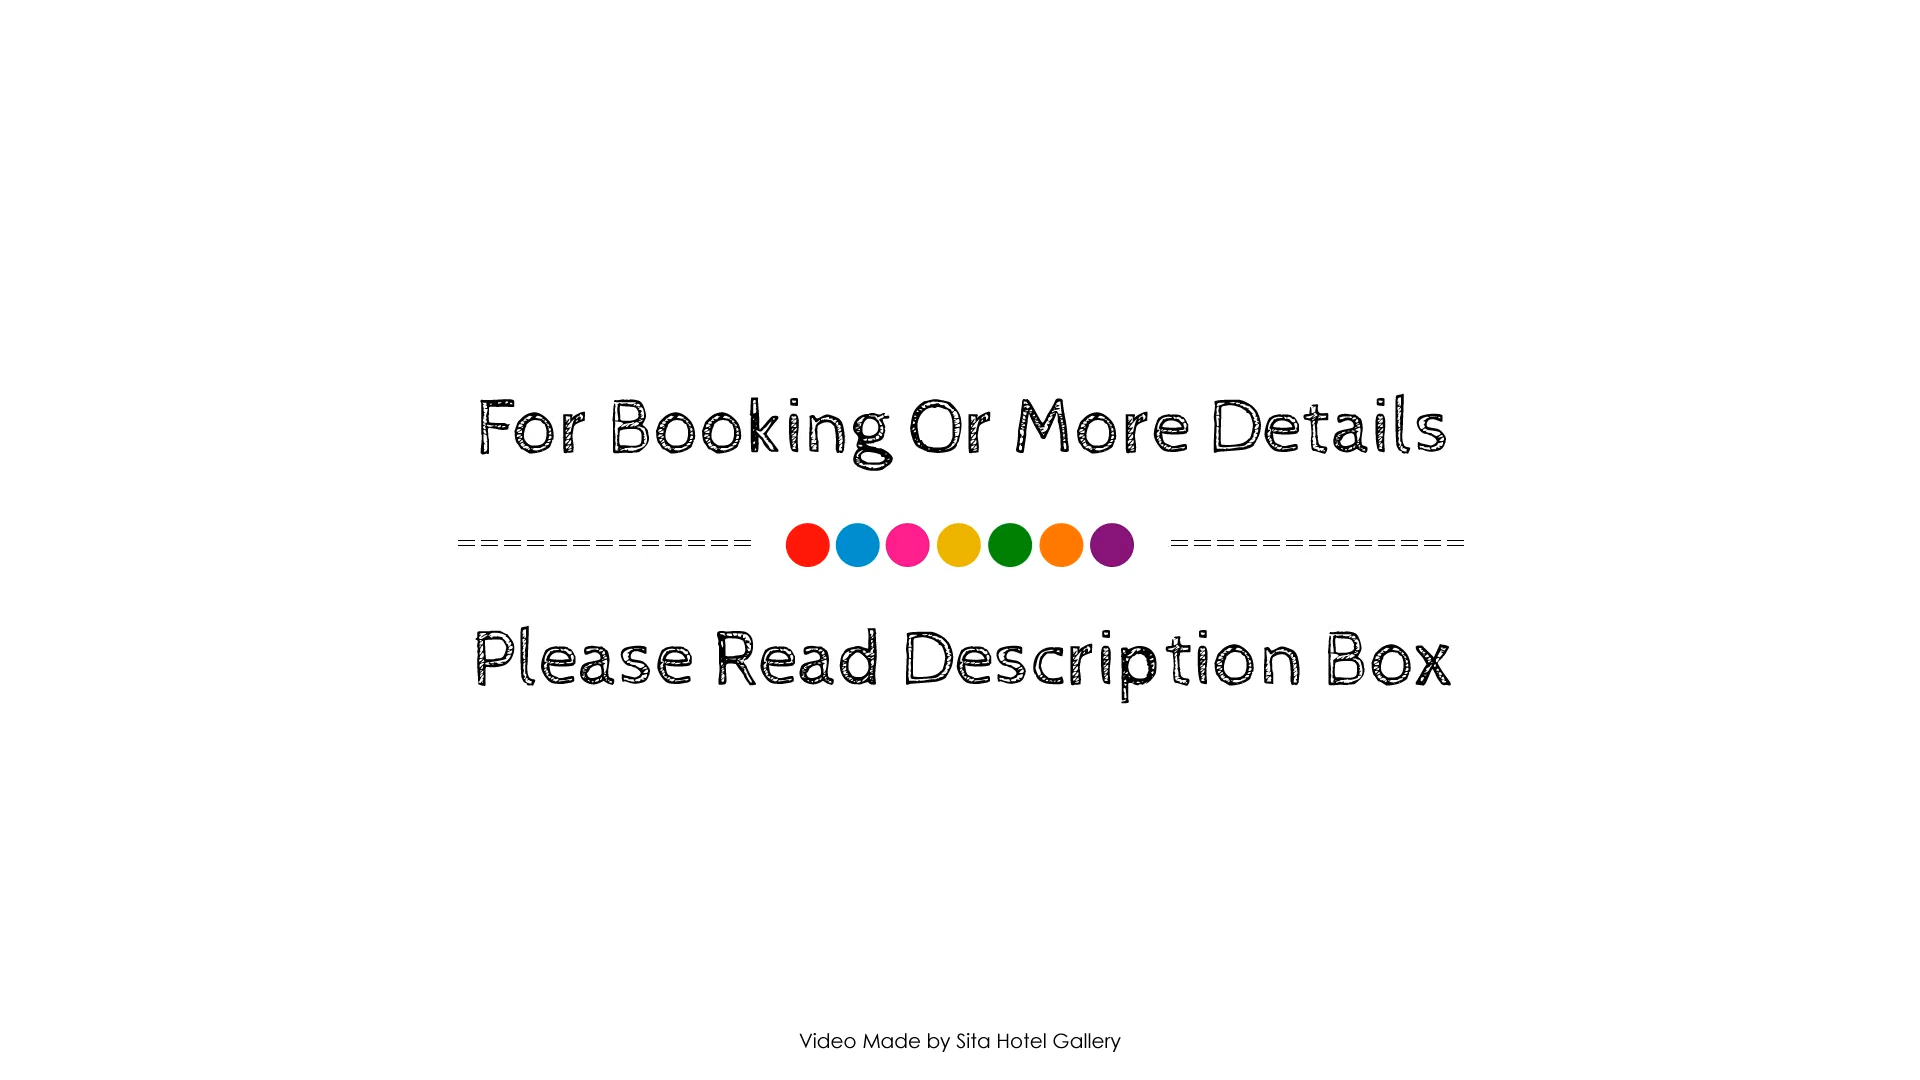 For Booking Or More Details
============= =============
Please Read Description Box
Video Made by Sita Hotel Gallery